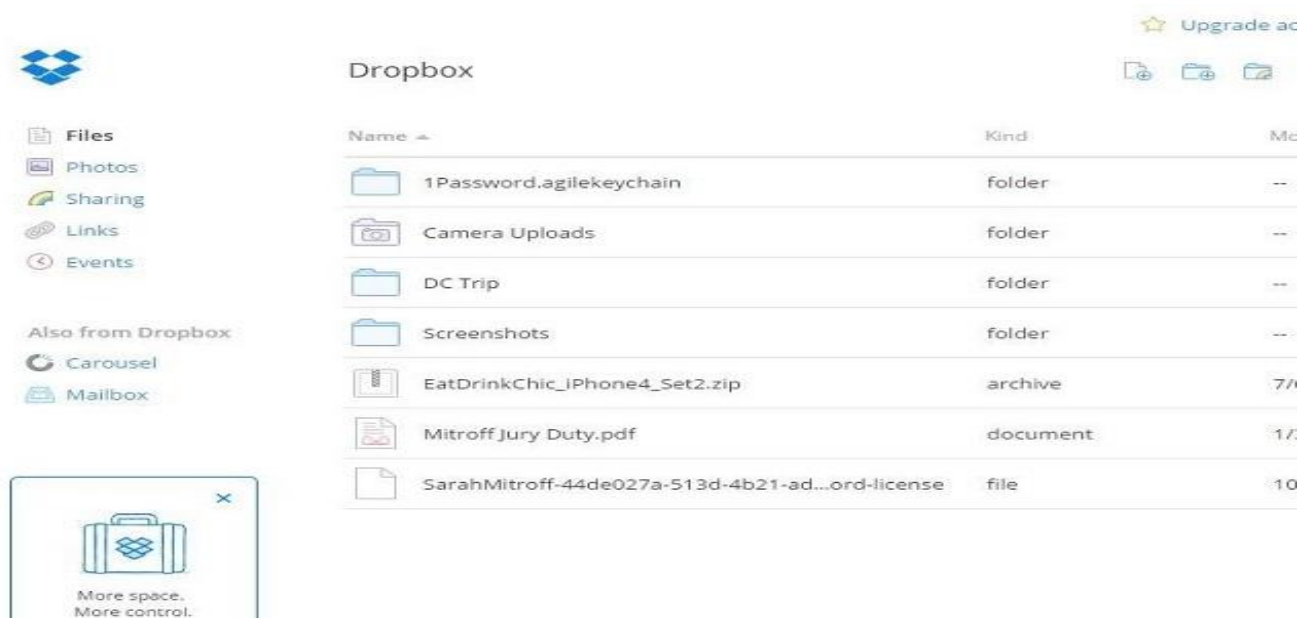 Upgrade ac
Dropbox
Files
Photos
Sharing
Links
Events
Also from Dropbox
Carousel
Mailbox
More space.
More control.
Name Kind Mo
1Password.agilekeychain folder --
Camera Uploads folder --
DC Trip folder --
Screenshots folder --
EatDrinkChic_iPhone4_Set2.zip archive 7/
Mitroff Jury Duty.pdf document 1/
SarahMitroff-44de027a-513d-4b21-ad...ord-license file 10